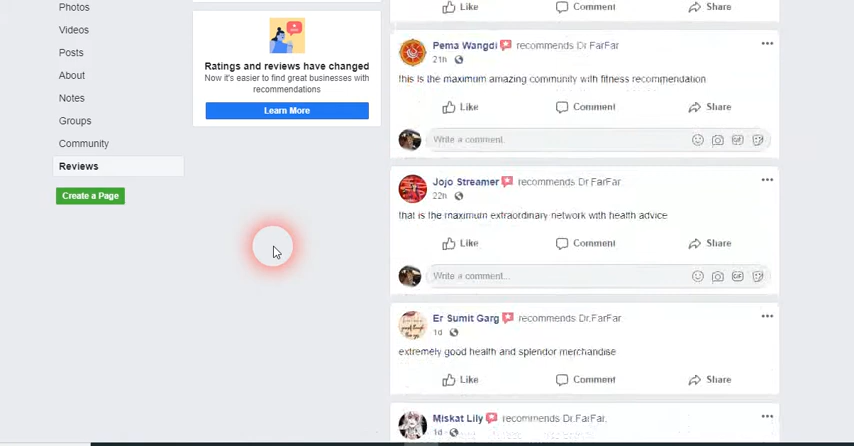 Photos
Videos
Posts
About
Notes
Groups
Community
Reviews
Create a Page
Ratings and reviews have changed
Now it's easier to find great businesses with
recommendations
Learn More
Like Comment Share
Pema Wangdi recommends Dr.FarFar
21h
this is the maximum amazing community with fitness recommendation.
Like Comment Share
Write a comment...
Jojo Streamer recommends Dr.FarFar.
22h
that is the maximum extraordinary network with health advice
Like Comment Share
Write a comment...
Er Sumit Garg recommends Dr.FarFar.
1d
extremely good health and splendor merchandise
Like Comment Share
Miskat Lily recommends Dr.FarFar.
1d